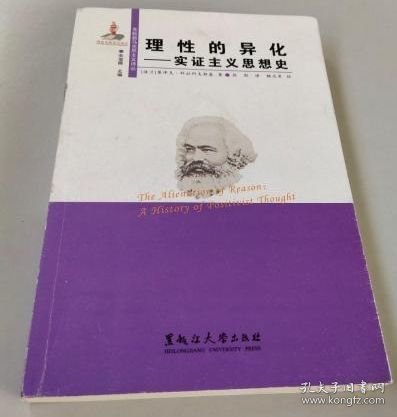 理性的异化
——实证主义思想史
The Alienation of Reason:
A History of Positivist Thought
黑龙江大学出版社
HEILONGJIANG UNIVERSITY PRESS
孔夫子旧书网
kongfz.com